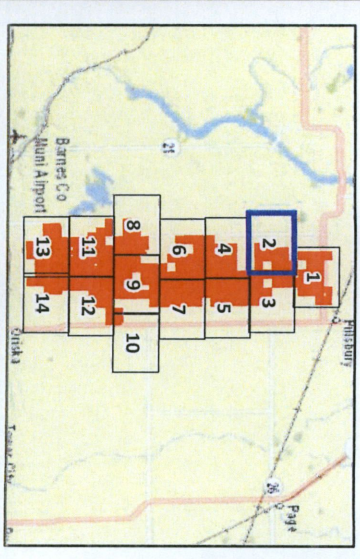 Pillsbury
Page
26
1
2 3
4 5
21
6 7
8 9 10
11 12
Barnes Co
Muni Airport
13 14
Oriska